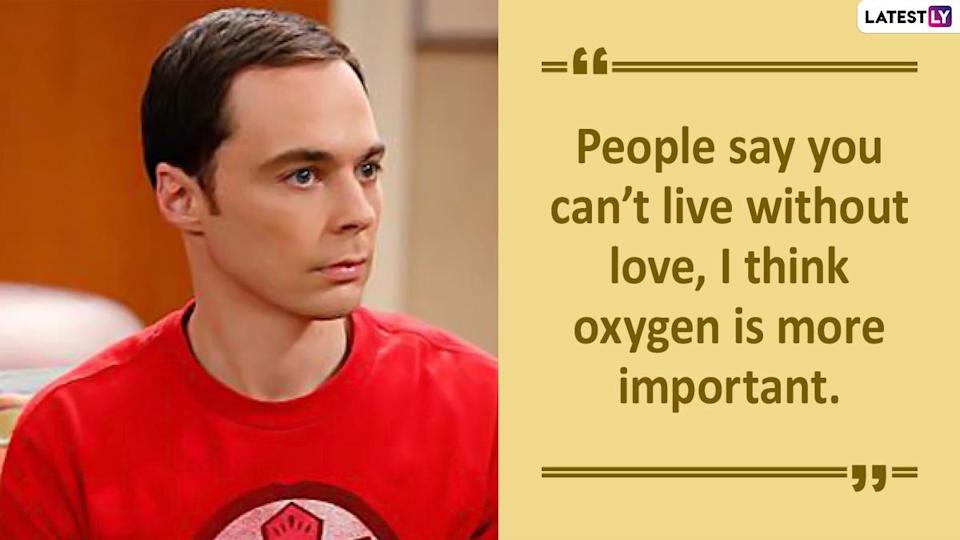 LATESTLY
“
People say you
can’t live without
love, I think
oxygen is more
important.
”